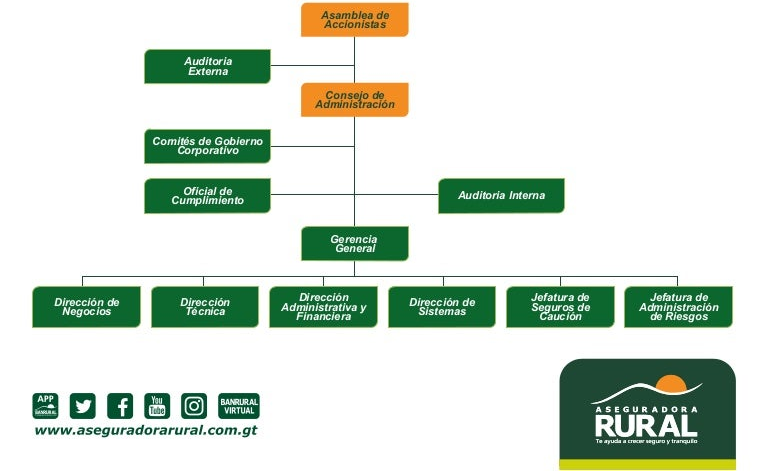 Asamblea de
Accionistas
Auditoria
Externa
Consejo de
Administración
Comités de Gobierno
Corporativo
Oficial de
Cumplimiento
Auditoria Interna
Gerencia
General
Dirección de
Negocios
Dirección
Técnica
Dirección
Administrativa y
Financiera
Dirección de
Sistemas
Jefatura de
Seguros de
Caución
Jefatura de
Administración
de Riesgos
APP
BANRURAL
You
Tube
BANRURAL
VIRTUAL
www.aseguradorarural.com.gt
ASEGURADORA
RURAL
Te ayuda a crecer seguro y tranquilo